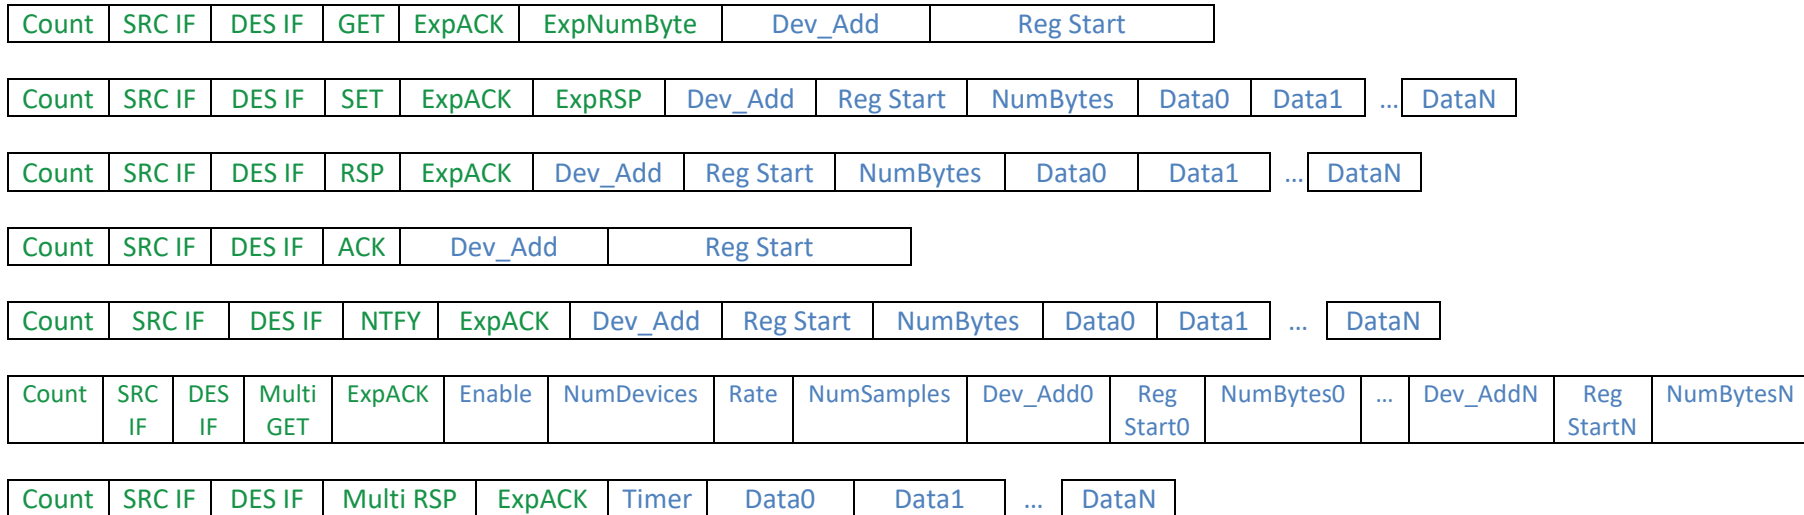 Count SRC IF DES IF GET ExpACK ExpNumByte Dev_Add Reg Start
Count SRC IF DES IF SET ExpACK ExpRSP Dev_Add Reg Start NumBytes Data0 Data1 … DataN
Count SRC IF DES IF RSP ExpACK Dev_Add Reg Start NumBytes Data0 Data1 … DataN
Count SRC IF DES IF ACK Dev_Add Reg Start
Count SRC IF DES IF NTFY ExpACK Dev_Add Reg Start NumBytes Data0 Data1 … DataN
Count SRC DES Multi ExpACK Enable NumDevices Rate NumSamples Dev_Add0 Reg NumBytes0 … Dev_AddN Reg NumBytesN
IF IF GET Start0 StartN
Count SRC IF DES IF Multi RSP ExpACK Timer Data0 Data1 … DataN